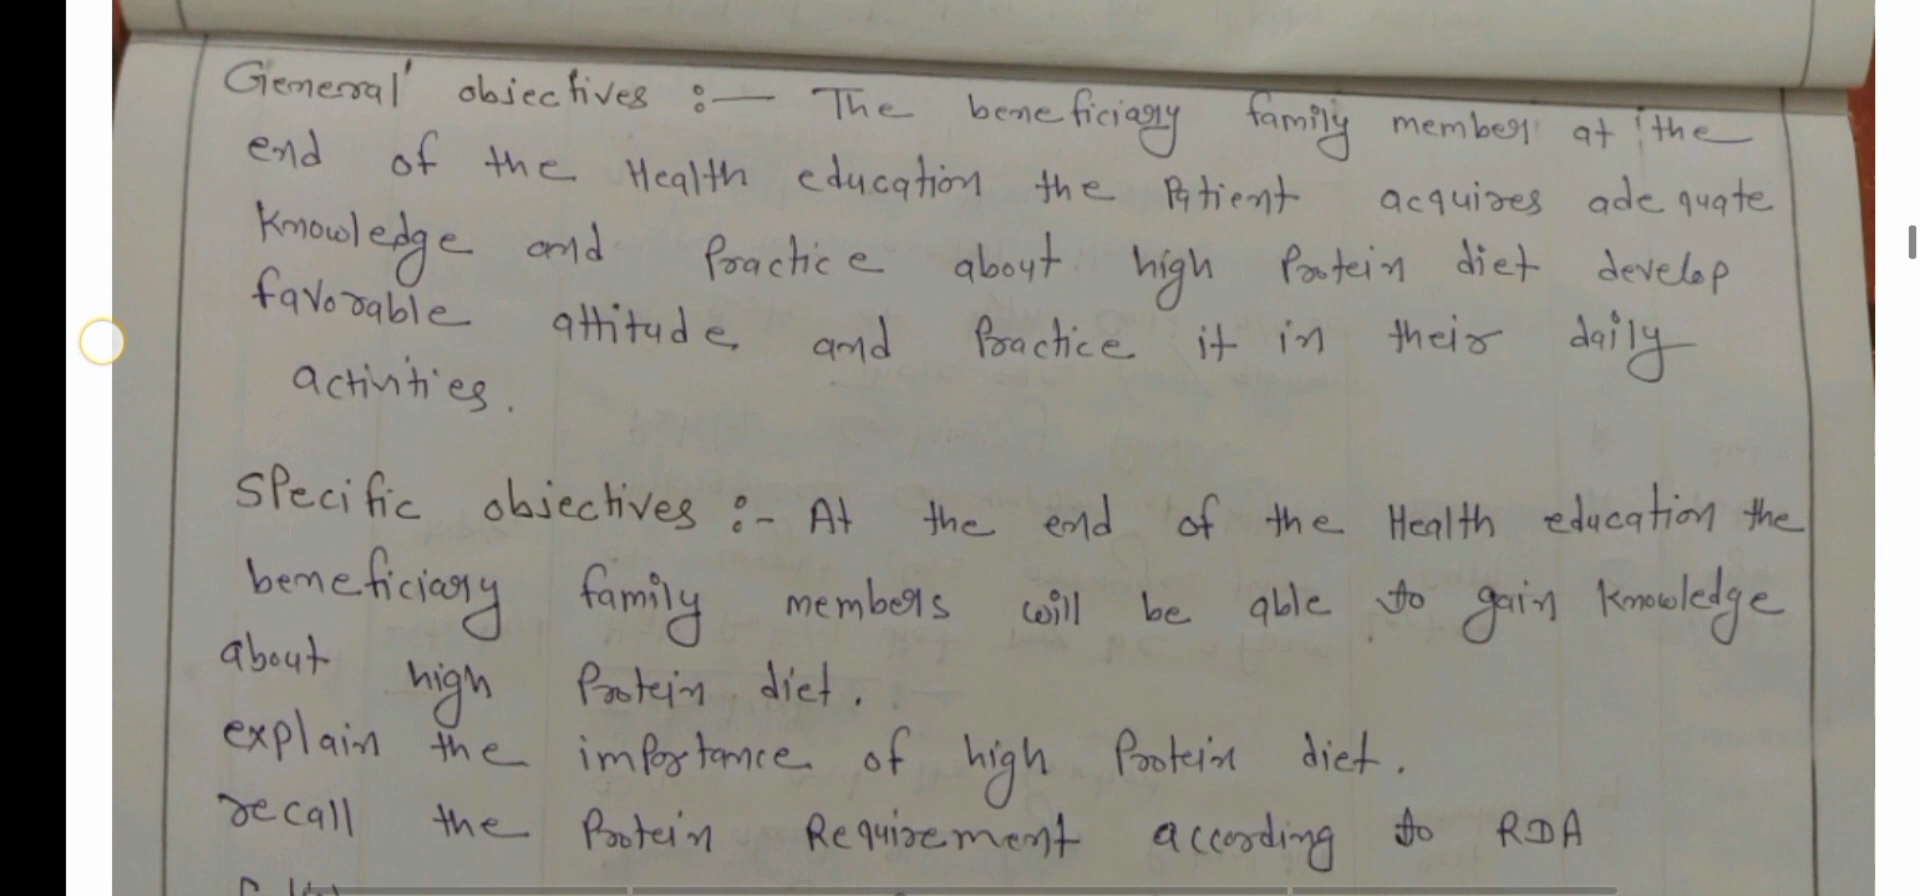 General objectives :— The beneficiary family member at the
end of the Health education the Patient acquires adequate
Knowledge and Practice about high Protein diet develop
favorable attitude and Practice it in their daily
activities.
Specific objectives :- At the end of the Health education the
beneficiary family members will be able to gain Knowledge
about high Protein diet.
explain the importance of high Protein diet.
recall the Protein Requirement according to RDA